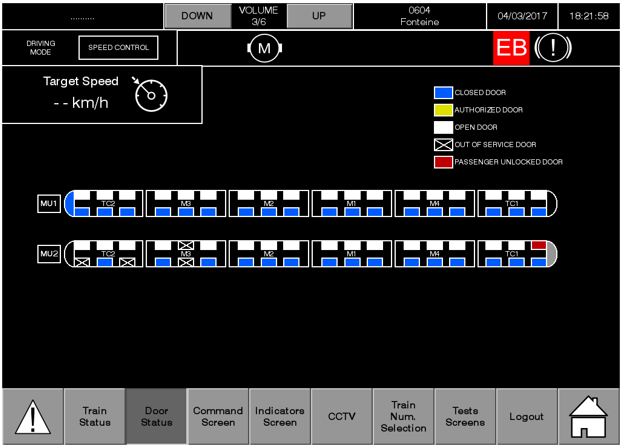 ..........
DOWN
VOLUME
3/6
UP
0604
Fonteine
04/03/2017
18:21:58
DRIVING
MODE
SPEED CONTROL
M
EB
!
Target Speed
-- km/h
CLOSED DOOR
AUTHORIZED DOOR
OPEN DOOR
OUT OF SERVICE DOOR
PASSENGER UNLOCKED DOOR
MU1
TC2
M3
M2
M1
M4
TC1
MU2
TC2
M3
M2
M1
M4
TC1
!
Train
Status
Door
Status
Command
Screen
Indicators
Screen
CCTV
Train
Num.
Selection
Tests
Screens
Logout